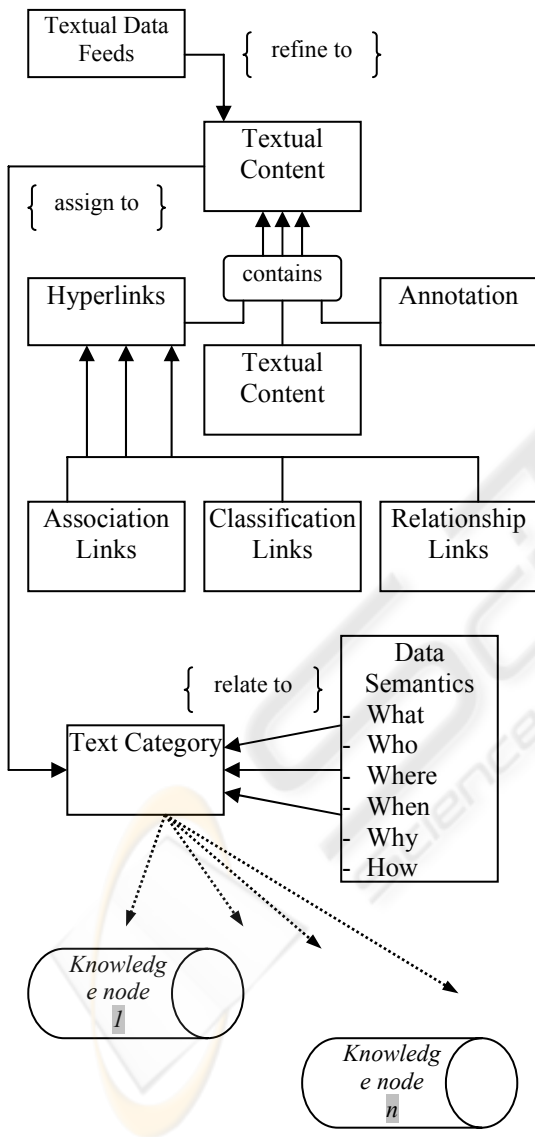 Textual Data
Feeds
{ refine to }
Textual
Content
{ assign to }
contains
Hyperlinks
Annotation
Textual
Content
Association
Links
Classification
Links
Relationship
Links
Data
Semantics
- What
- Who
- Where
- When
- Why
- How
{ relate to }
Text Category
Knowledg
e node
1
Knowledg
e node
n